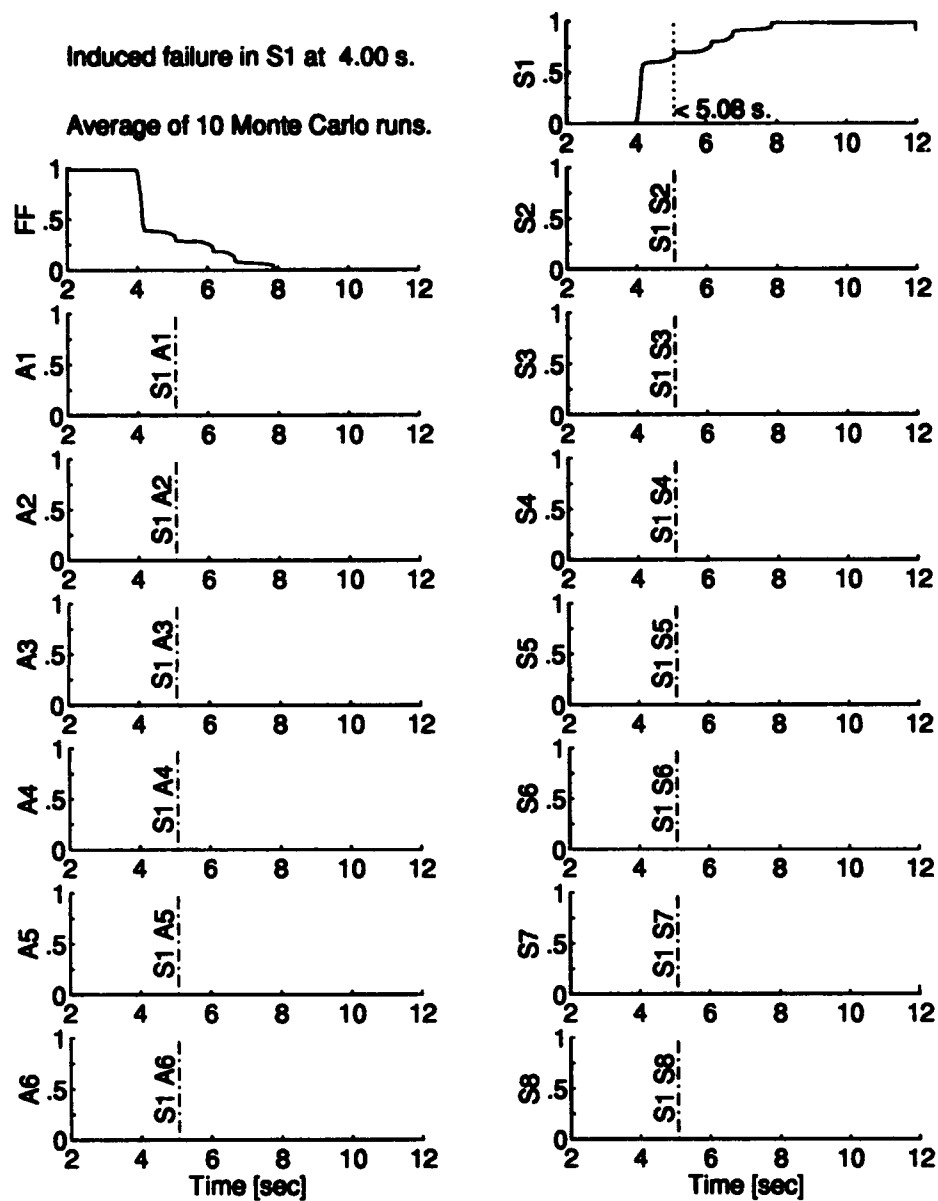 Induced failure in S1 at 4.00 s.
Average of 10 Monte Carlo runs.
1
.5
0
S1
< 5.08 s.
2 4 6 8 10 12
1
.5
0
FF
2 4 6 8 10 12
1
.5
0
S2
S1 S2
2 4 6 8 10 12
1
.5
0
A1
S1 A1
2 4 6 8 10 12
1
.5
0
S3
S1 S3
2 4 6 8 10 12
1
.5
0
A2
S1 A2
2 4 6 8 10 12
1
.5
0
S4
S1 S4
2 4 6 8 10 12
1
.5
0
A3
S1 A3
2 4 6 8 10 12
1
.5
0
S5
S1 S5
2 4 6 8 10 12
1
.5
0
A4
S1 A4
2 4 6 8 10 12
1
.5
0
S6
S1 S6
2 4 6 8 10 12
1
.5
0
A5
S1 A5
2 4 6 8 10 12
1
.5
0
S7
S1 S7
2 4 6 8 10 12
1
.5
0
A6
S1 A6
2 4 6 8 10 12
Time [sec]
1
.5
0
S8
S1 S8
2 4 6 8 10 12
Time [sec]